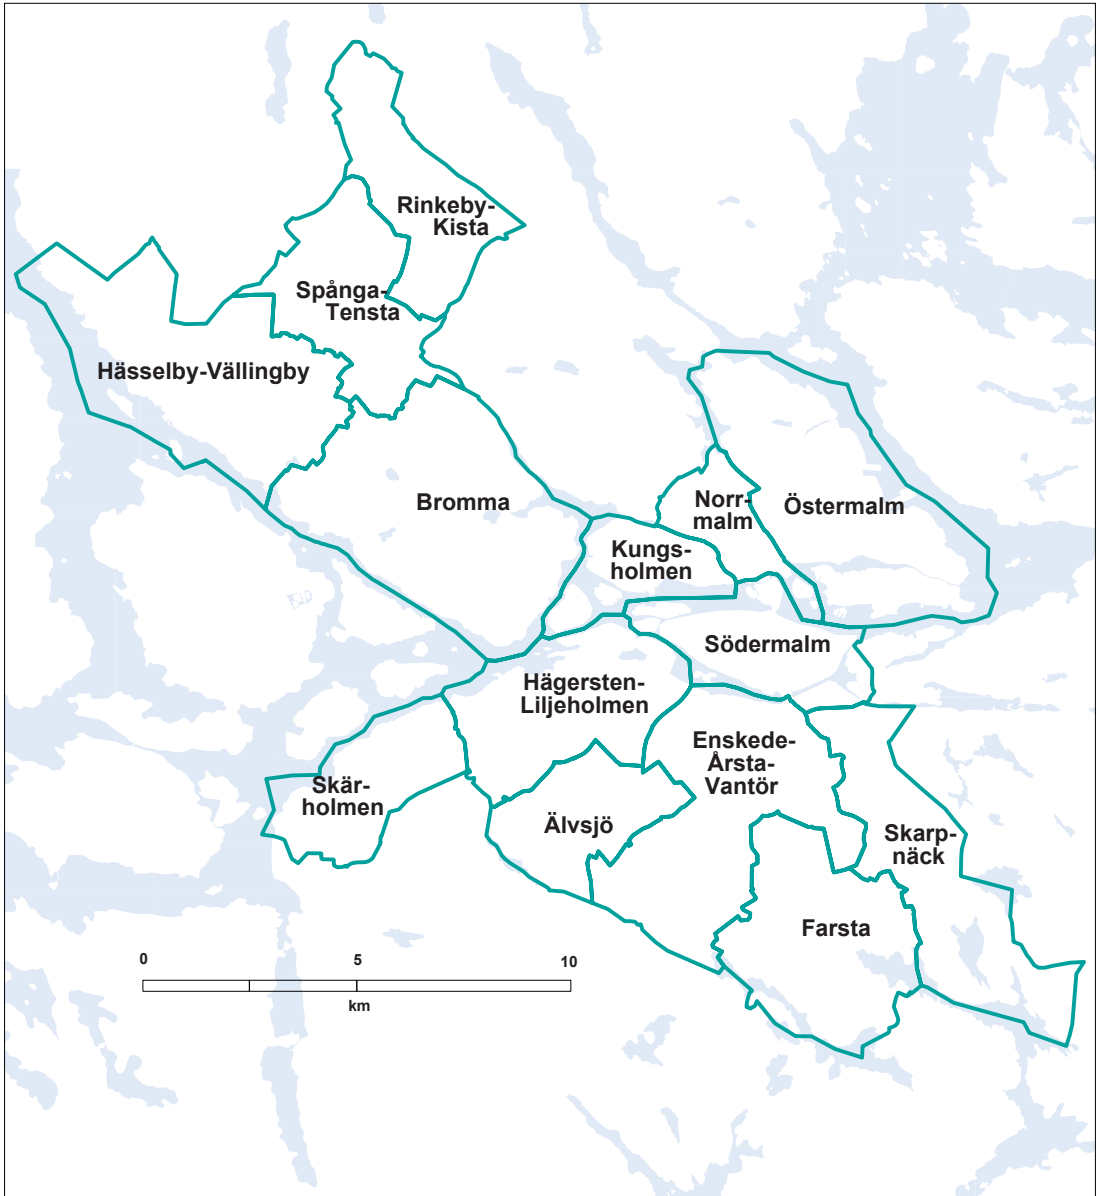 Rinkeby-
Kista
Spånga-
Tensta
Hässelby-Vällingby
Bromma
Norr-
malm
Östermalm
Kungs-
holmen
Södermalm
Hägersten-
Liljeholmen
Enskede-
Årsta-
Vantör
Skär-
holmen
Älvsjö
Skarp-
näck
Farsta
0 5 10
km